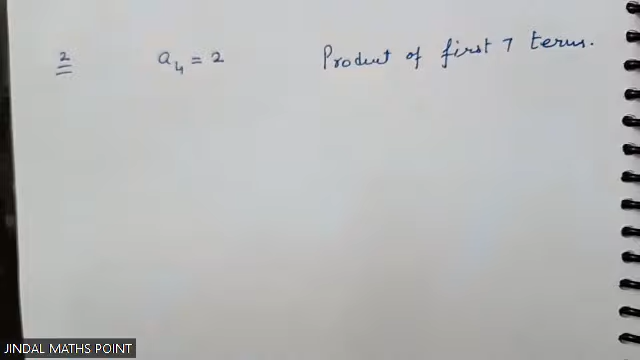 2 a₄ = 2 Product of first 7 terms.
JINDAL MATHS POINT